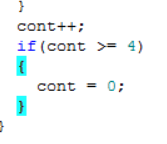 }
cont++;
if(cont >= 4)
{
cont = 0;
}
}